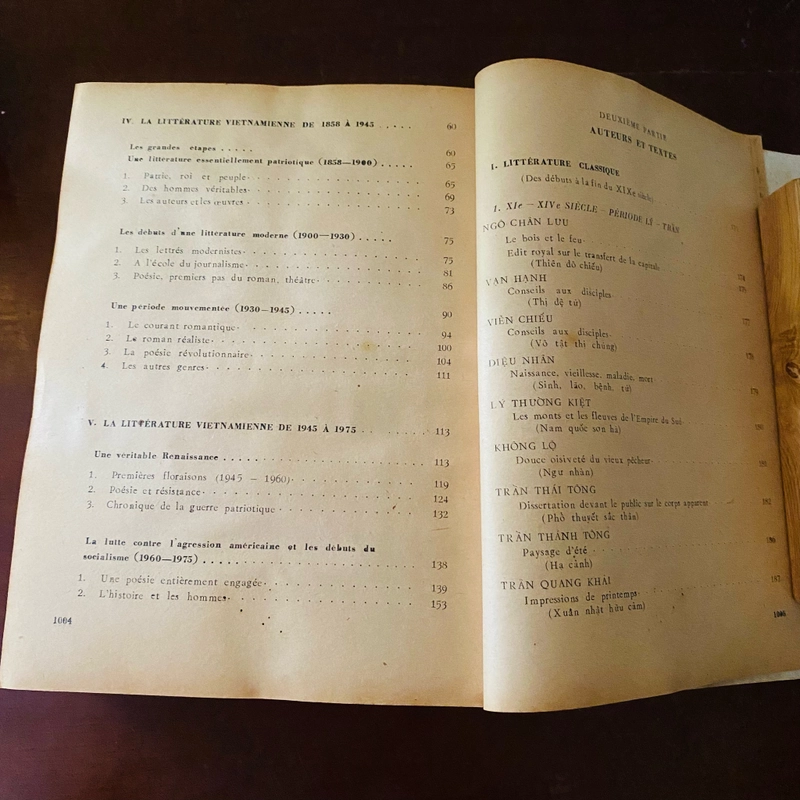 IV. LA LITTÉRATURE VIETNAMIENNE DE 1858 À 1945 ..... 60
Les grandes etapes ..... 60
Une littérature essentiellement patriotique (1858—1900) ..... 65
1. Patrie, roi et peuple 65
2. Des hommes véritables 69
3. Les auteurs et les œuvres 73
Les débuts d'une littérature moderne (1900—1930) ..... 75
1. Les lettrés modernistes 75
2. A l'école du journalisme 81
3. Poésie, premiers pas du roman, théâtre 86
Une période mouvementée (1930—1945) ..... 90
1. Le courant romantique 94
2. Le roman réaliste 100
3. La poésie révolutionnaire 104
4. Les autres genres 111
V. LA LITTÉRATURE VIETNAMIENNE DE 1945 À 1975 113
Une véritable Renaissance 113
1. Premières floraisons (1945 — 1960) 119
2. Poésie et résistance 124
3. Chronique de la guerre patriotique 132
La lutte contre l'agression américaine et les débuts du
socialisme (1960—1975) 138
1. Une poésie entièrement engagée 139
2. L'histoire et les hommes 153
1004
DEUXIÈME PARTIE
AUTEURS ET TEXTES
I. LITTÉRATURE CLASSIQUE
(Des débuts à la fin du XIXe siècle)
1. XIe — XIVe SIÈCLE — PÉRIODE LÝ — TRẦN
NGÔ CHÂN LƯU
Le bois et le feu
Edit royal sur le transfert de la capitale
(Thiên đô chiếu)
VẠN HẠNH
Conseils aux disciples
(Thị đệ tử)
VIÊN CHIẾU
Conseils aux disciples
(Vô tật thị chúng)
DIỆU NHÂN
Naissance, vieillesse, maladie, mort
(Sinh, lão, bệnh, tử)
LÝ THƯỜNG KIỆT
Les monts et les fleuves de l'Empire du Sud
(Nam quốc sơn hà)
KHÔNG LỘ
Douce oisiveté du vieux pêcheur
(Ngư nhàn)
TRẦN THÁI TÔNG
Dissertation devant le public sur le corps apparent
(Phổ thuyết sắc thân)
TRẦN THÁNH TÔNG
Paysage d'été
(Hạ cảnh)
TRẦN QUANG KHẢI
Impressions de printemps 187
(Xuân nhật hữu cảm)